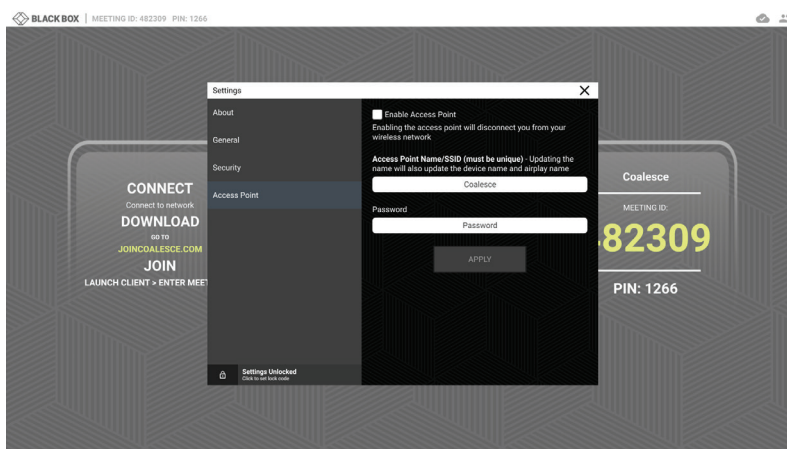 BLACK BOX | MEETING ID: 482309 PIN: 1266
Settings
About
General
Security
Access Point
Settings Unlocked
Click to set lock code
Enable Access Point
Enabling the access point will disconnect you from your
wireless network
Access Point Name/SSID (must be unique) - Updating the
name will also update the device name and airplay name
Coalesce
Password
Password
APPLY
CONNECT
Connect to network
DOWNLOAD
GO TO
JOINCOALESCE.COM
JOIN
LAUNCH CLIENT > ENTER MEET
Coalesce
MEETING ID:
482309
PIN: 1266